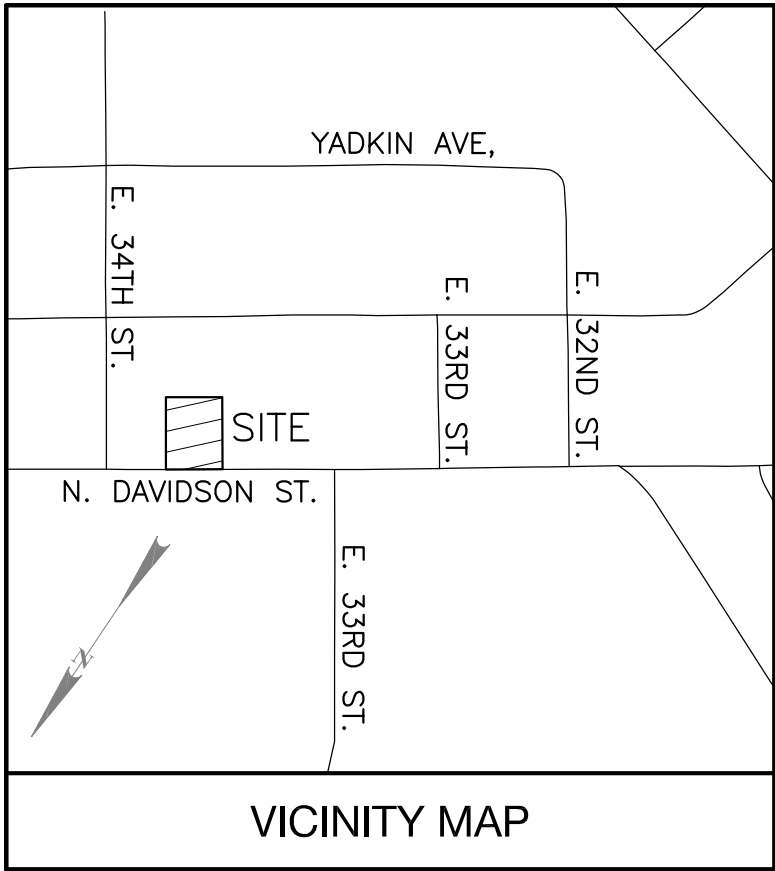 YADKIN AVE,
E. 34TH ST.
E. 33RD ST.
E. 32ND ST.
SITE
N. DAVIDSON ST.
E. 33RD ST.
N
VICINITY MAP